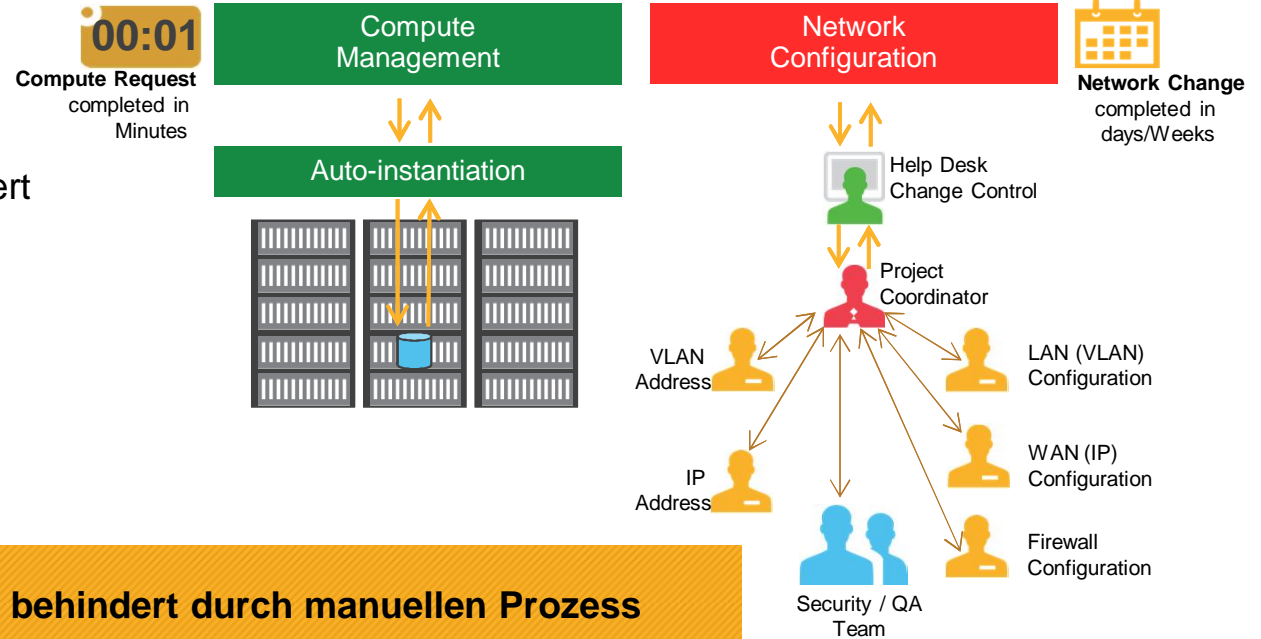 00:01
Compute Request
completed in
Minutes
Compute
Management
Auto-instantiation
ert
Network
Configuration
Network Change
completed in
days/Weeks
Help Desk
Change Control
Project
Coordinator
VLAN
Address
LAN (VLAN)
Configuration
IP
Address
WAN (IP)
Configuration
Firewall
Configuration
Security / QA
Team
behindert durch manuellen Prozess